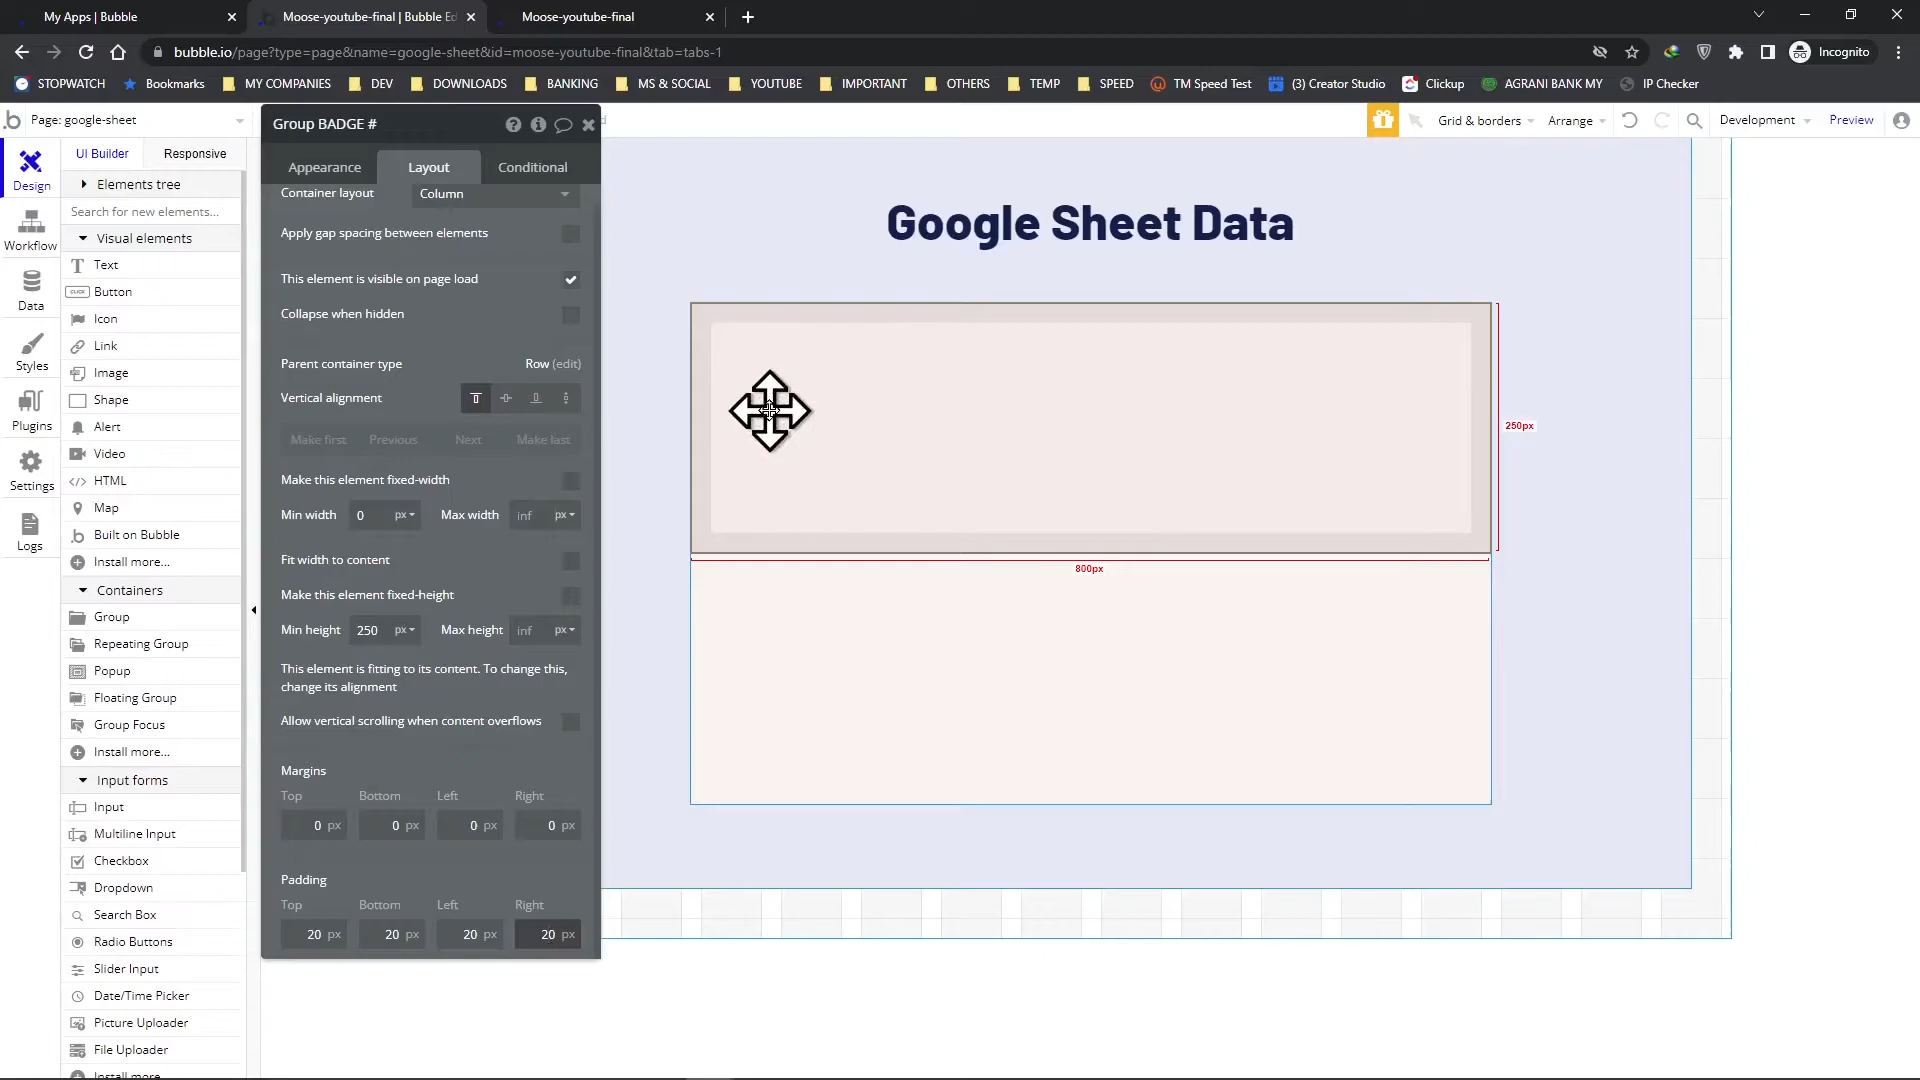 My Apps | Bubble
Moose-youtube-final | Bubble Ed
Moose-youtube-final
bubble.io/page?type=page&name=google-sheet&id=moose-youtube-final&tab=tabs-1
Incognito
STOPWATCH
Bookmarks
MY COMPANIES
DEV
DOWNLOADS
BANKING
MS & SOCIAL
YOUTUBE
IMPORTANT
OTHERS
TEMP
SPEED
TM Speed Test
(3) Creator Studio
Clickup
AGRANI BANK MY
IP Checker
Page: google-sheet
Grid & borders
Arrange
Development
Preview
Design
Workflow
Data
Styles
Plugins
Settings
Logs
UI Builder
Responsive
Elements tree
Search for new elements...
Visual elements
Text
CLICK
Button
Icon
Link
Image
Shape
Alert
Video
HTML
Map
Built on Bubble
Install more...
Containers
Group
Repeating Group
Popup
Floating Group
Group Focus
Install more...
Input forms
Input
Multiline Input
Checkbox
Dropdown
Search Box
Radio Buttons
Slider Input
Date/Time Picker
Picture Uploader
File Uploader
Install more
Group BADGE #
Appearance
Layout
Conditional
Container layout
Column
Apply gap spacing between elements
This element is visible on page load
Collapse when hidden
Parent container type
Row (edit)
Vertical alignment
Make first
Previous
Next
Make last
Make this element fixed-width
Min width 0 px
Max width inf px
Fit width to content
Make this element fixed-height
Min height 250 px
Max height inf px
This element is fitting to its content. To change this,
change its alignment
Allow vertical scrolling when content overflows
Margins
Top Bottom Left Right
0 px 0 px 0 px 0 px
Padding
Top Bottom Left Right
20 px 20 px 20 px 20 px
Google Sheet Data
250px
800px